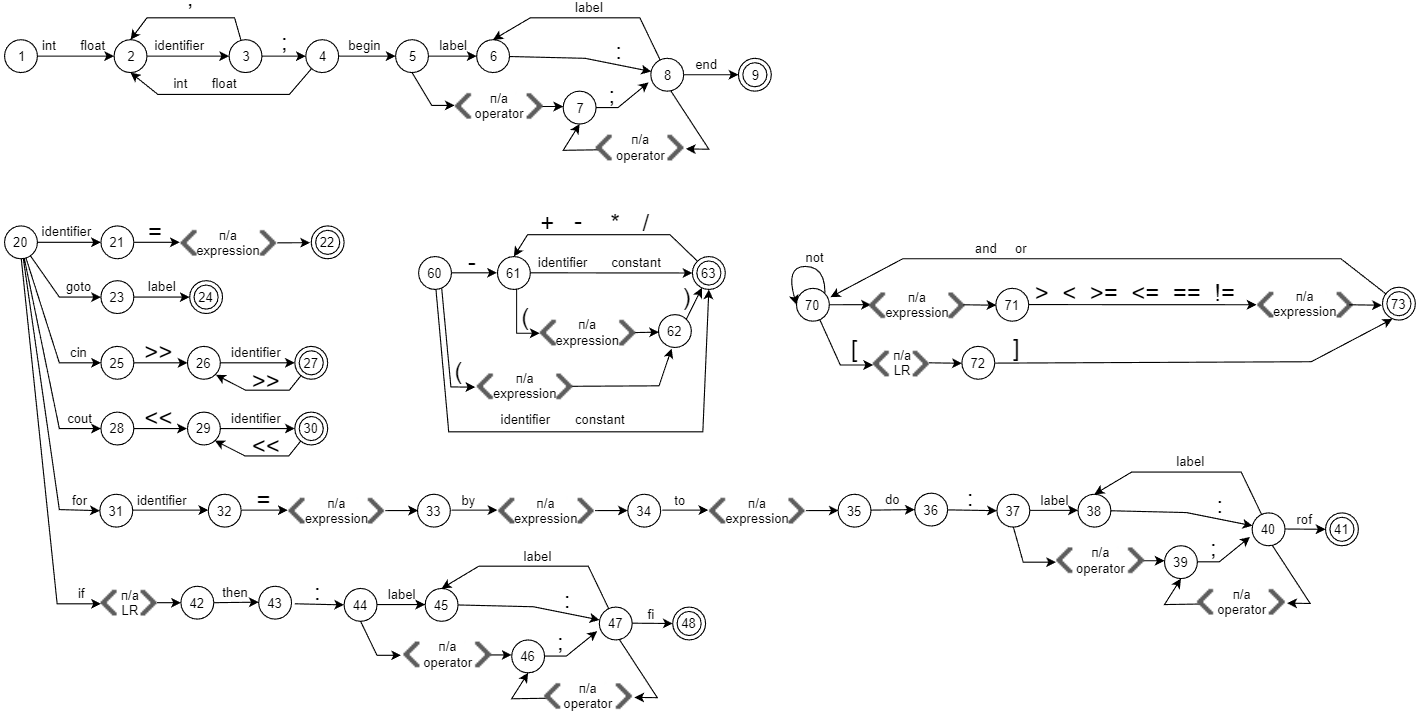 ,
label
1 int float 2 identifier 3 ; 4 begin 5 label 6 : 8 end 9
int float
п/а
operator
7 ;
п/а
operator
20 identifier 21 =
п/а
expression
22
goto 23 label 24
cin 25 >> 26 identifier 27
>>
cout 28 << 29 identifier 30
<<
+ - * /
60 - 61 identifier constant 63
(
п/а
expression
62 )
(
п/а
expression
identifier constant
and or
not
70
п/а
expression
71 > < >= <= == !=
п/а
expression
73
[
п/а
LR
72 ]
for 31 identifier 32 =
п/а
expression
33 by
п/а
expression
34 to
п/а
expression
35 do 36 : 37 label 38 : 40 rof 41
label
п/а
operator
39 ;
п/а
operator
if
п/а
LR
42 then 43 : 44 label 45 : 47 fi 48
label
п/а
operator
46 ;
п/а
operator